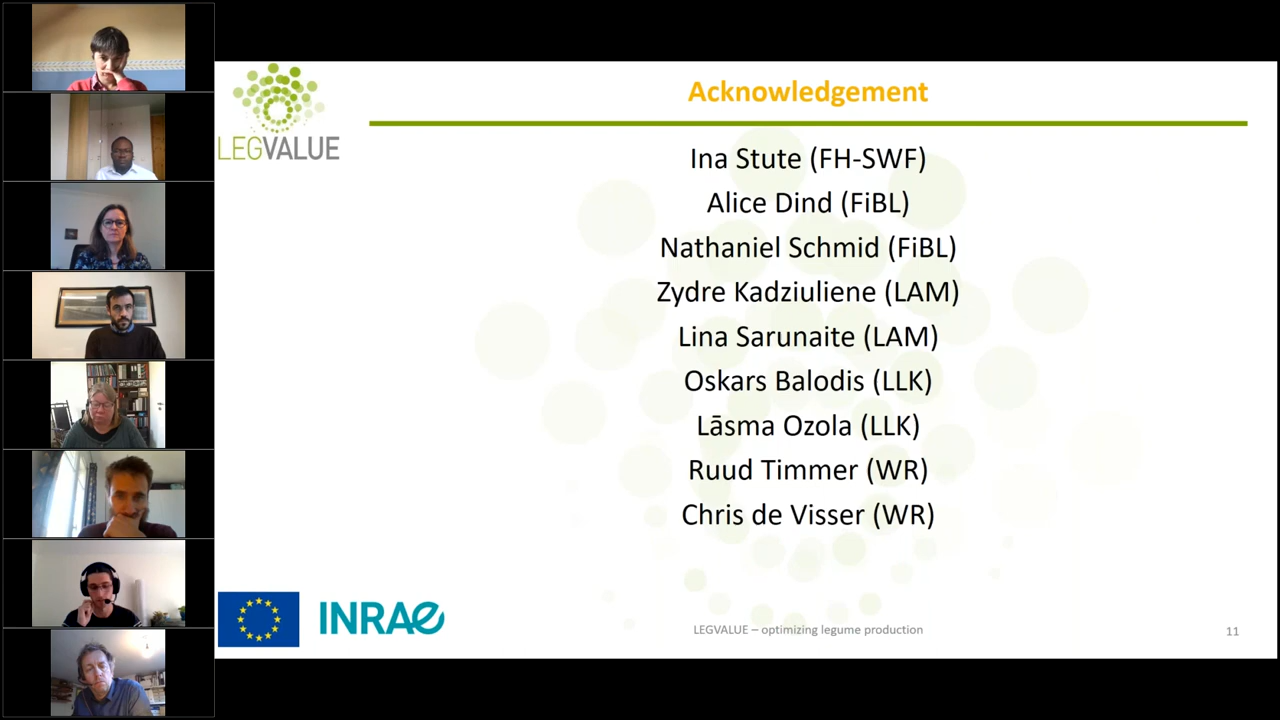 LEGVALUE
Acknowledgement
Ina Stute (FH-SWF)
Alice Dind (FiBL)
Nathaniel Schmid (FiBL)
Zydre Kadziuliene (LAM)
Lina Sarunaite (LAM)
Oskars Balodis (LLK)
Lāsma Ozola (LLK)
Ruud Timmer (WR)
Chris de Visser (WR)
INRAE
LEGVALUE – optimizing legume production
11